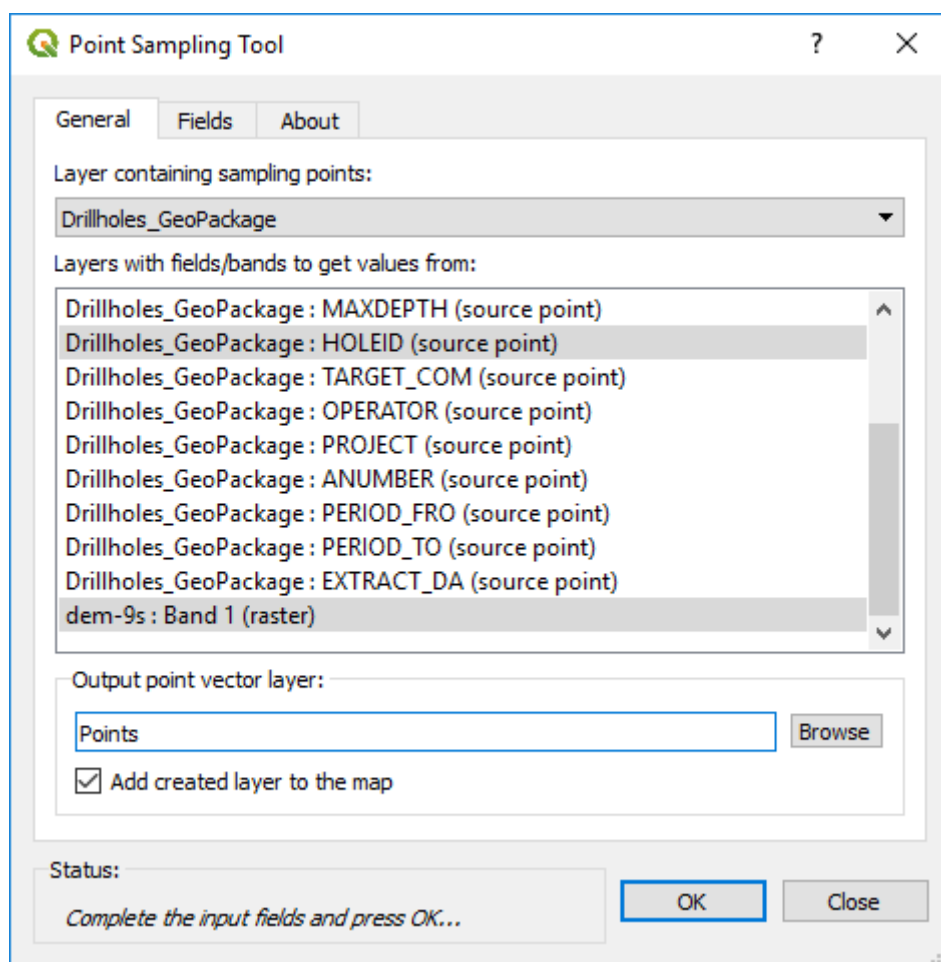 Point Sampling Tool ?
General Fields About
Layer containing sampling points:
Drillholes_GeoPackage
Layers with fields/bands to get values from:
Drillholes_GeoPackage : MAXDEPTH (source point)
Drillholes_GeoPackage : HOLEID (source point)
Drillholes_GeoPackage : TARGET_COM (source point)
Drillholes_GeoPackage : OPERATOR (source point)
Drillholes_GeoPackage : PROJECT (source point)
Drillholes_GeoPackage : ANUMBER (source point)
Drillholes_GeoPackage : PERIOD_FRO (source point)
Drillholes_GeoPackage : PERIOD_TO (source point)
Drillholes_GeoPackage : EXTRACT_DA (source point)
dem-9s : Band 1 (raster)
Output point vector layer:
Points Browse
Add created layer to the map
Status:
Complete the input fields and press OK...
OK Close